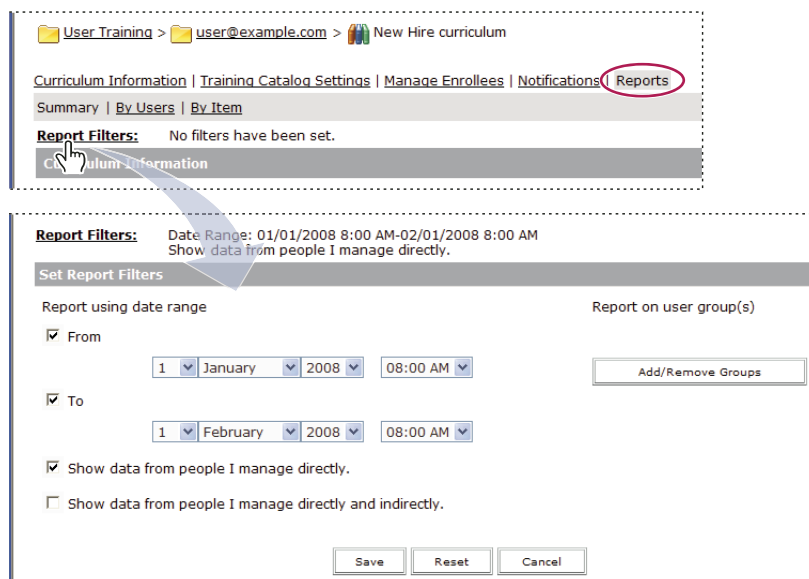 User Training > user@example.com > New Hire curriculum
Curriculum Information | Training Catalog Settings | Manage Enrollees | Notifications | Reports
Summary | By Users | By Item
Report Filters: No filters have been set.
Curriculum Information
Report Filters: Date Range: 01/01/2008 8:00 AM-02/01/2008 8:00 AM
Show data from people I manage directly.
Set Report Filters
Report using date range Report on user group(s)
From
1 January 2008 08:00 AM Add/Remove Groups
To
1 February 2008 08:00 AM
Show data from people I manage directly.
Show data from people I manage directly and indirectly.
Save Reset Cancel